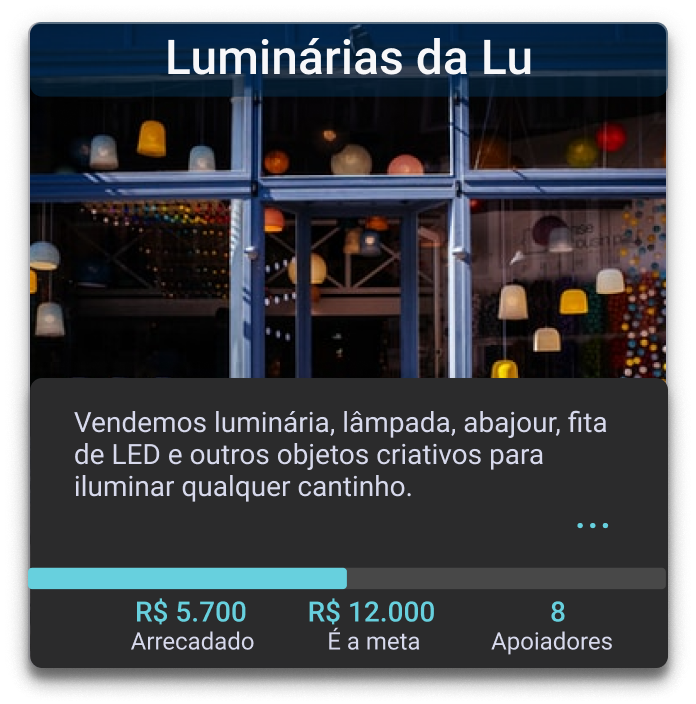 Luminárias da Lu
Vendemos luminária, lâmpada, abajour, fita
de LED e outros objetos criativos para
iluminar qualquer cantinho.
...
R$ 5.700 R$ 12.000 8
Arrecadado É a meta Apoiadores